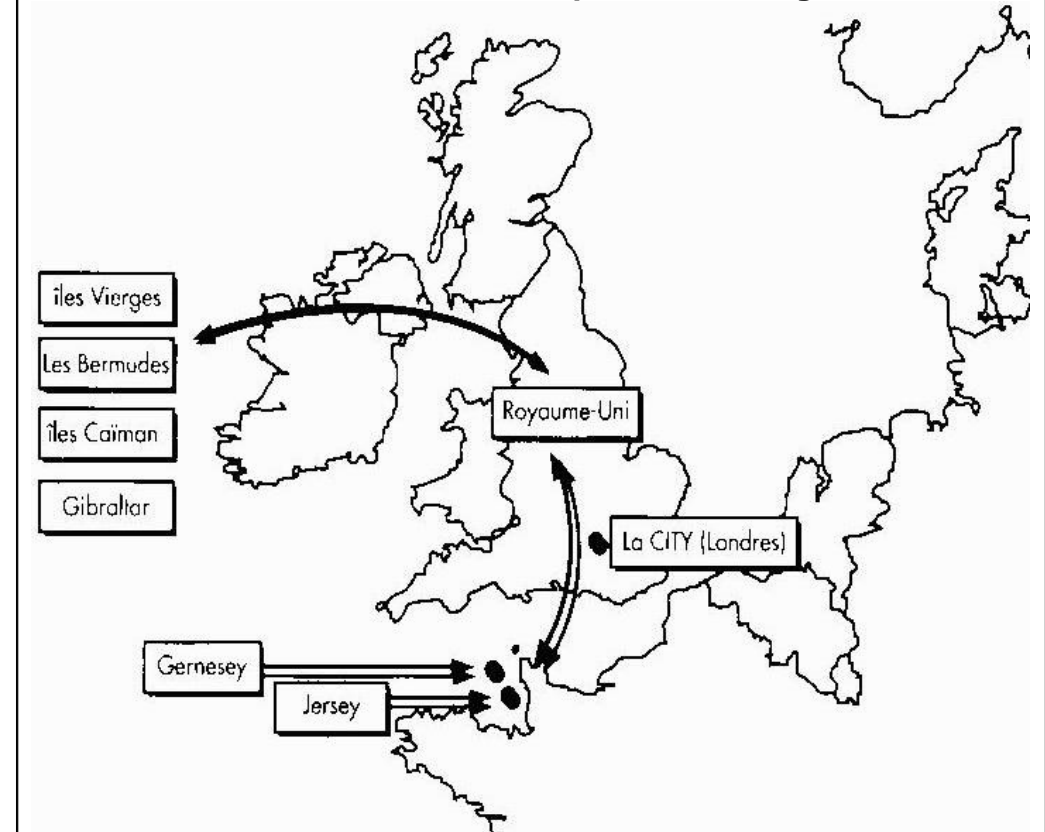 îles Vierges
Les Bermudes
îles Caïman
Gibraltar
Royaume-Uni
La CITY (Londres)
Gernesey
Jersey